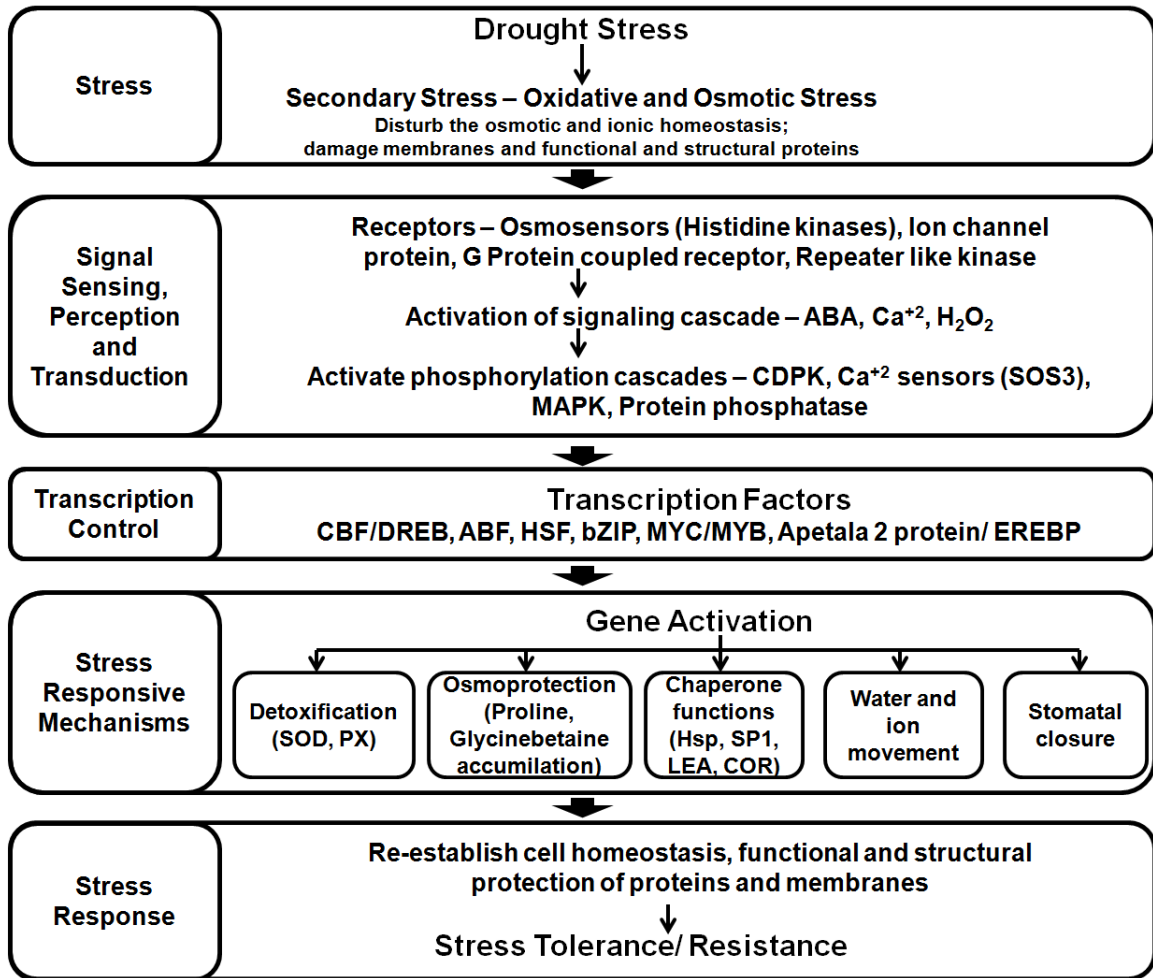 Stress
Drought Stress
Secondary Stress – Oxidative and Osmotic Stress
Disturb the osmotic and ionic homeostasis;
damage membranes and functional and structural proteins
Signal
Sensing,
Perception
and
Transduction
Receptors – Osmosensors (Histidine kinases), Ion channel
protein, G Protein coupled receptor, Repeater like kinase
Activation of signaling cascade – ABA, Ca⁺², H₂O₂
Activate phosphorylation cascades – CDPK, Ca⁺² sensors (SOS3),
MAPK, Protein phosphatase
Transcription
Control
Transcription Factors
CBF/DREB, ABF, HSF, bZIP, MYC/MYB, Apetala 2 protein/ EREBP
Stress
Responsive
Mechanisms
Gene Activation
Detoxification
(SOD, PX)
Osmoprotection
(Proline,
Glycinebetaine
accumilation)
Chaperone
functions
(Hsp, SP1,
LEA, COR)
Water and
ion
movement
Stomatal
closure
Stress
Response
Re-establish cell homeostasis, functional and structural
protection of proteins and membranes
Stress Tolerance/ Resistance